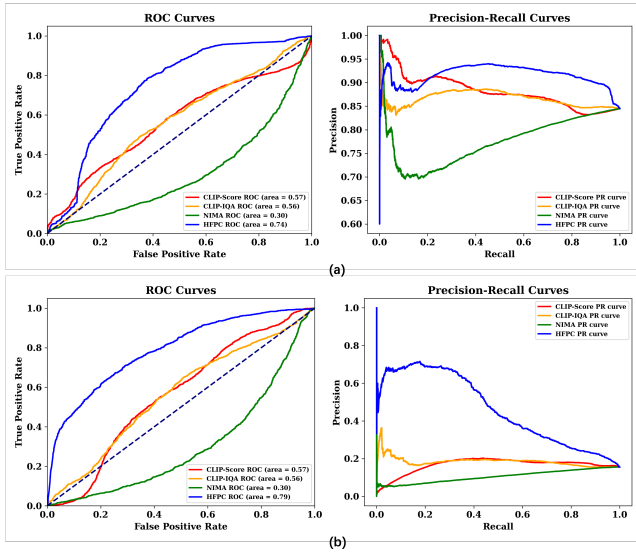 ROC Curves
True Positive Rate
1.0
0.8
0.6
0.4
0.2
0.0
CLIP-Score ROC (area = 0.57)
CLIP-IQA ROC (area = 0.56)
NIMA ROC (area = 0.30)
HFPC ROC (area = 0.74)
0.0 0.2 0.4 0.6 0.8 1.0
False Positive Rate
Precision-Recall Curves
Precision
1.00
0.95
0.90
0.85
0.80
0.75
0.70
0.65
0.60
CLIP-Score PR curve
CLIP-IQA PR curve
NIMA PR curve
HFPC PR curve
0.0 0.2 0.4 0.6 0.8 1.0
Recall
(a)
ROC Curves
True Positive Rate
1.0
0.8
0.6
0.4
0.2
0.0
CLIP-Score ROC (area = 0.57)
CLIP-IQA ROC (area = 0.56)
NIMA ROC (area = 0.30)
HFPC ROC (area = 0.79)
0.0 0.2 0.4 0.6 0.8 1.0
False Positive Rate
Precision-Recall Curves
CLIP-Score PR curve
CLIP-IQA PR curve
NIMA PR curve
HFPC PR curve
Precision
1.0
0.8
0.6
0.4
0.2
0.0
0.0 0.2 0.4 0.6 0.8 1.0
Recall
(b)